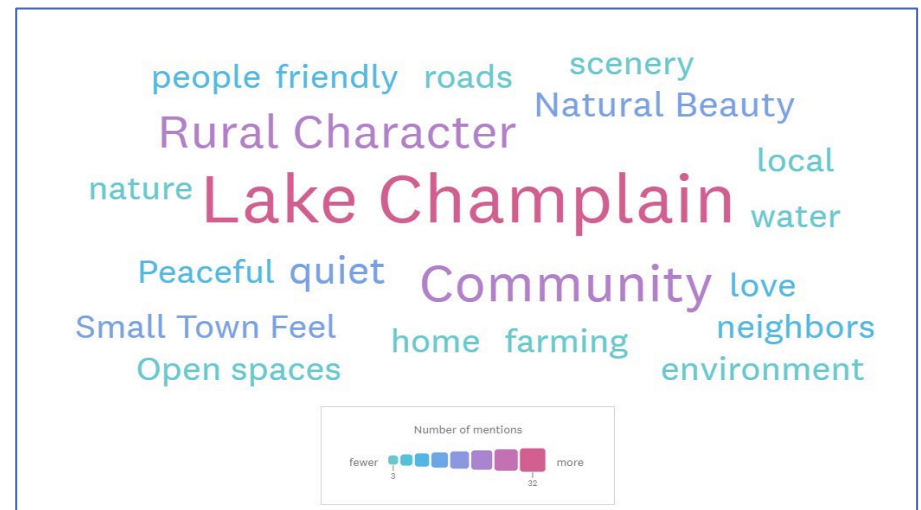 scenery
people friendly roads
Natural Beauty
Rural Character
local
nature Lake Champlain
water
Peaceful quiet Community love
Small Town Feel neighbors
home farming
Open spaces environment
Number of mentions
fewer more
3 32